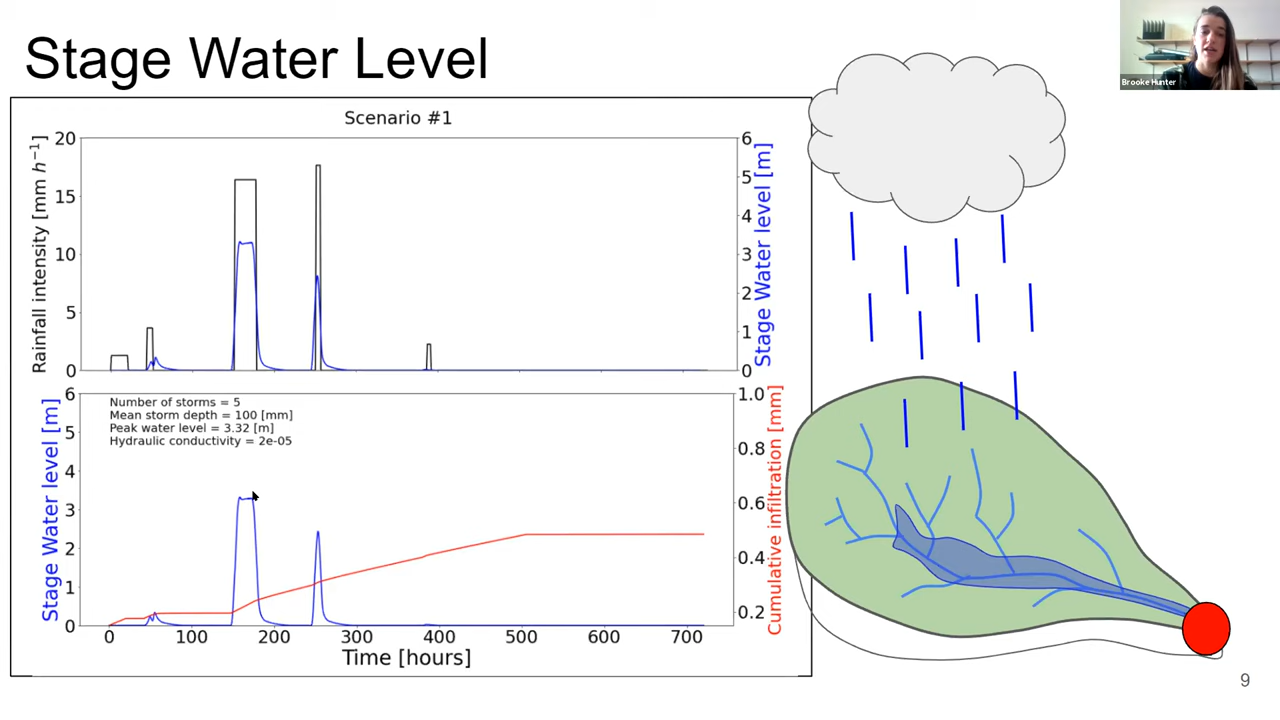 Stage Water Level
Brooke Hunter
Scenario #1
Rainfall intensity [mm h⁻¹]
20
15
10
5
0
6
5
4
3
2
1
0
Stage Water level [m]
Number of storms = 5
Mean storm depth = 100 [mm]
Peak water level = 3.32 [m]
Hydraulic conductivity = 2e-05
Stage Water level [m]
6
5
4
3
2
1
0
1.0
0.8
0.6
0.4
0.2
Cumulative infiltration [mm]
0 100 200 300 400 500 600 700
Time [hours]
9